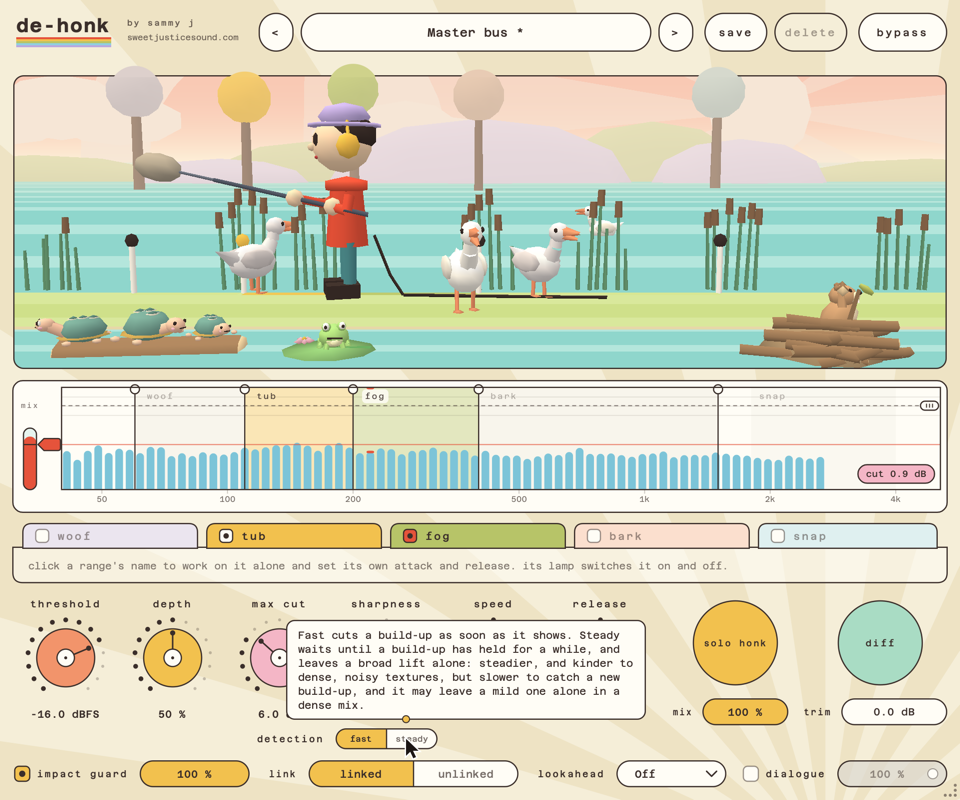 de-honk
by sammy j
sweetjusticesound.com
<
Master bus *
>
save
delete
bypass
mix
woof
tub
fog
bark
snap
cut 0.9 dB
50
100
200
500
1k
2k
4k
woof
tub
fog
bark
snap
click a range's name to work on it alone and set its own attack and release. its lamp switches it on and off.
threshold
depth
max cut
sharpness
speed
release
Fast cuts a build-up as soon as it shows. Steady
waits until a build-up has held for a while, and
leaves a broad lift alone: steadier, and kinder to
dense, noisy textures, but slower to catch a new
build-up, and it may leave a mild one alone in a
dense mix.
solo honk
diff
-16.0 dBFS
50 %
6.0
mix
100 %
trim
0.0 dB
detection
fast
steady
impact guard
100 %
link
linked
unlinked
lookahead
Off
dialogue
100 %